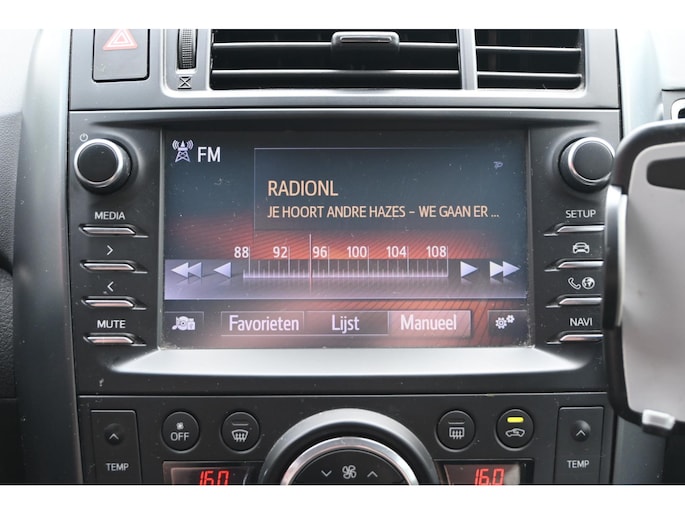 FM
RADIONL
JE HOORT ANDRE HAZES - WE GAAN ER ...
88 92 96 100 104 108
Favorieten Lijst Manueel
MEDIA
>
<
MUTE
SETUP
NAVI
OFF
TEMP
TEMP
16.0
16.0